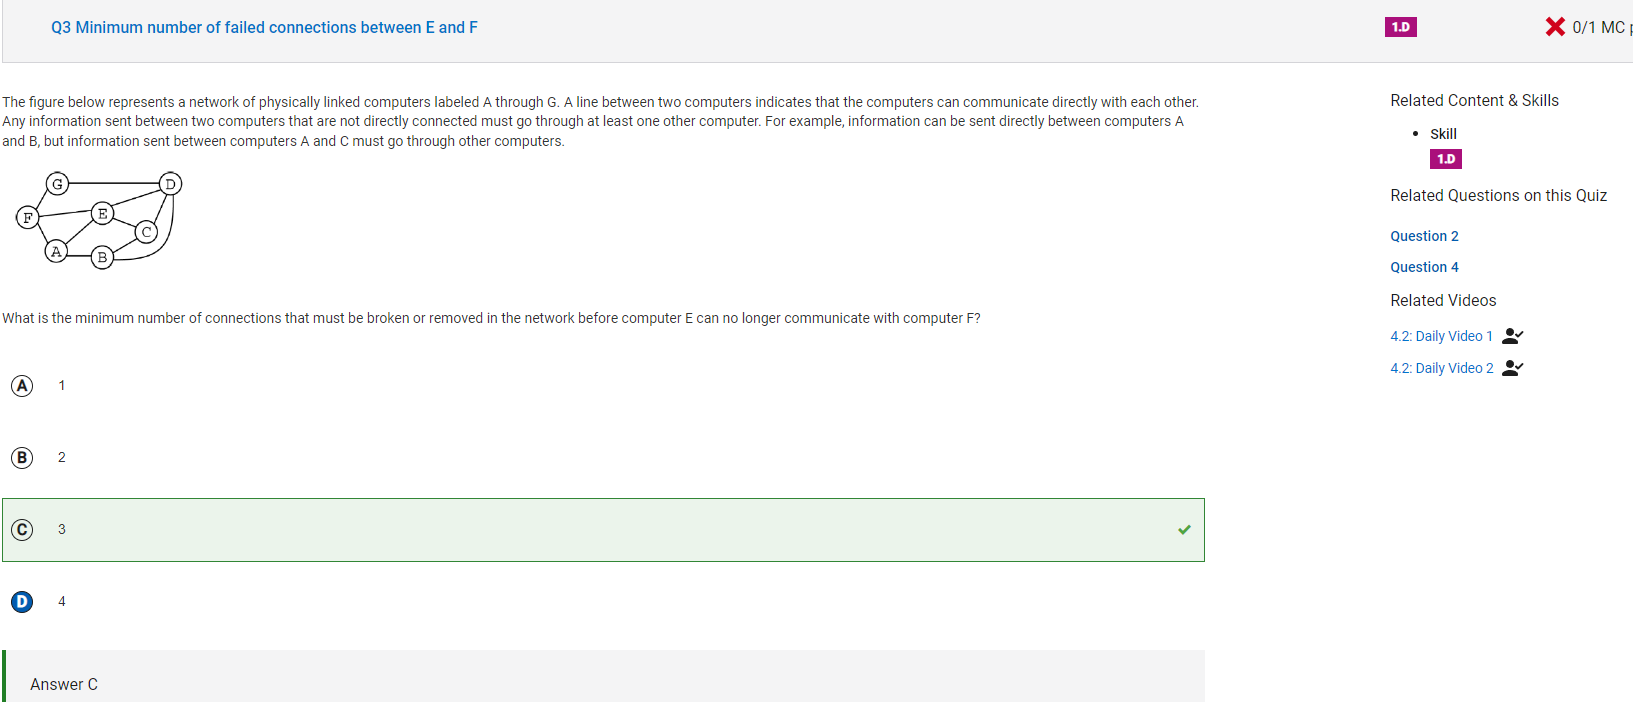 Q3 Minimum number of failed connections between E and F
1.D
0/1 MC
The figure below represents a network of physically linked computers labeled A through G. A line between two computers indicates that the computers can communicate directly with each other.
Any information sent between two computers that are not directly connected must go through at least one other computer. For example, information can be sent directly between computers A
and B, but information sent between computers A and C must go through other computers.
G
D
F
E
C
A
B
What is the minimum number of connections that must be broken or removed in the network before computer E can no longer communicate with computer F?
A 1
B 2
C 3
D 4
Answer C
Related Content & Skills
• Skill
1.D
Related Questions on this Quiz
Question 2
Question 4
Related Videos
4.2: Daily Video 1
4.2: Daily Video 2